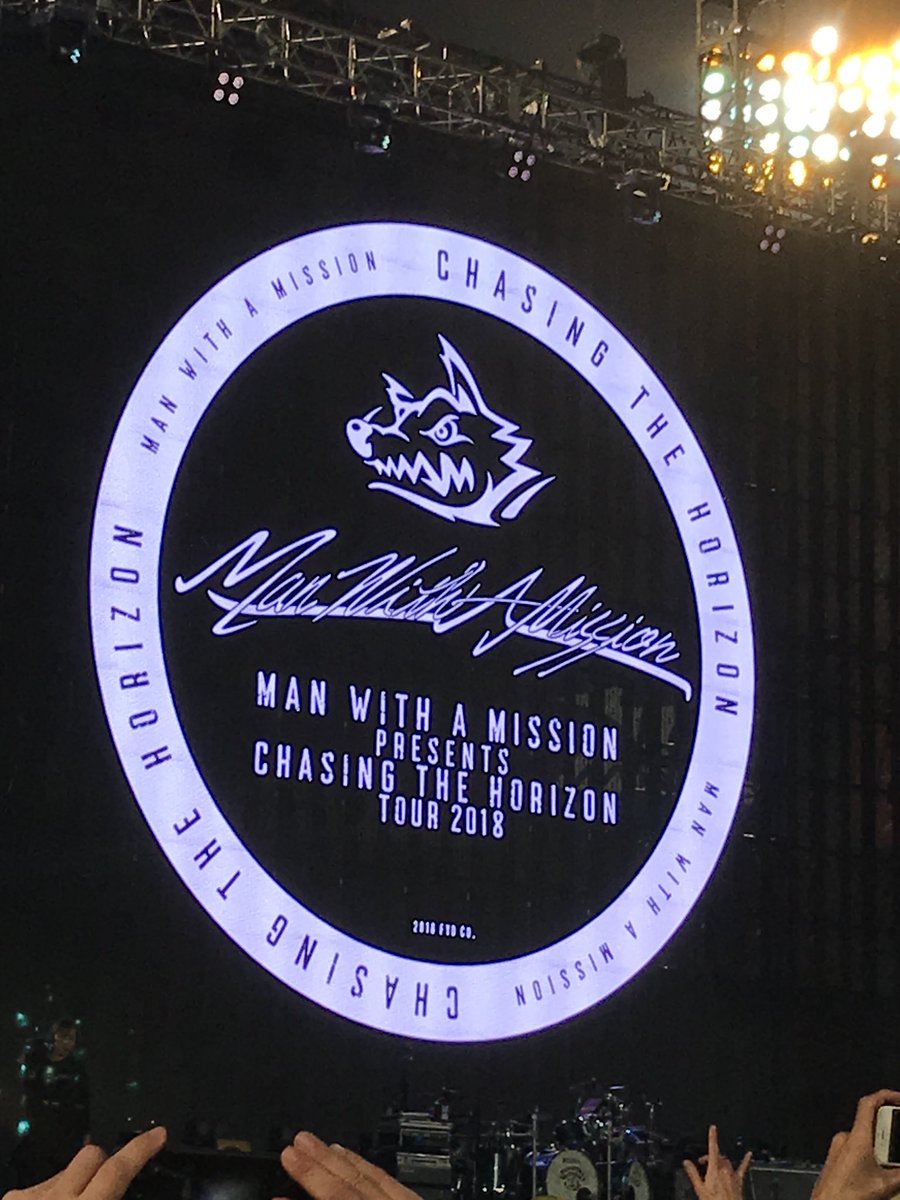 MAN WITH A MISSION
CHASING THE HORIZON
MAN WITH A MISSION
CHASING THE HORIZON
Man With A Mission
MAN WITH A MISSION
PRESENTS
CHASING THE HORIZON
TOUR 2018
2018 FVD CO.